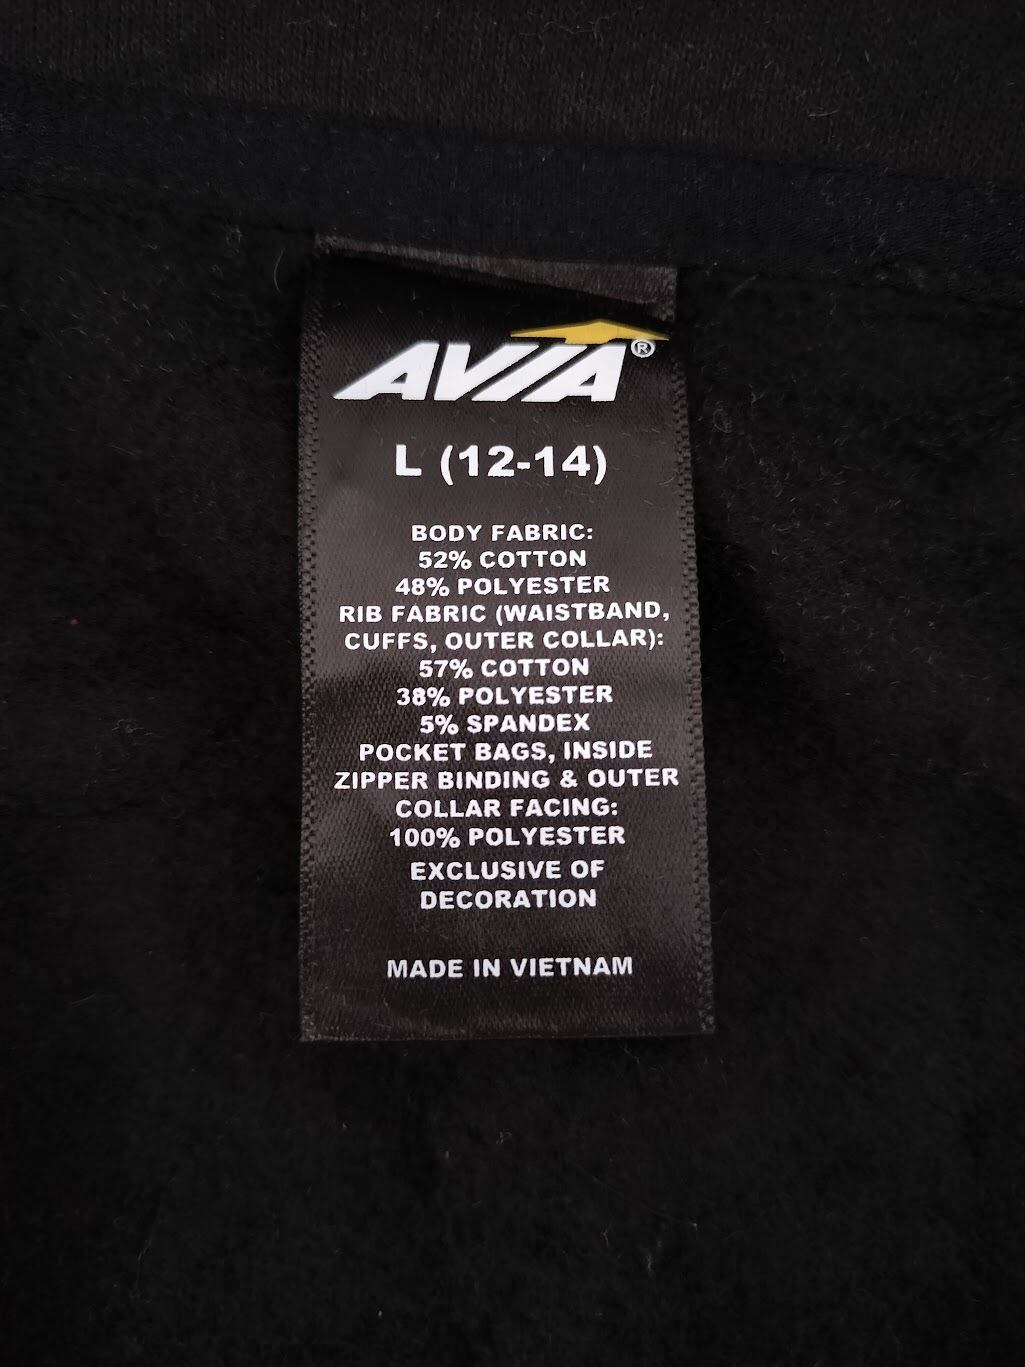 AVIA®
L (12-14)
BODY FABRIC:
52% COTTON
48% POLYESTER
RIB FABRIC (WAISTBAND,
CUFFS, OUTER COLLAR):
57% COTTON
38% POLYESTER
5% SPANDEX
POCKET BAGS, INSIDE
ZIPPER BINDING & OUTER
COLLAR FACING:
100% POLYESTER
EXCLUSIVE OF
DECORATION
MADE IN VIETNAM